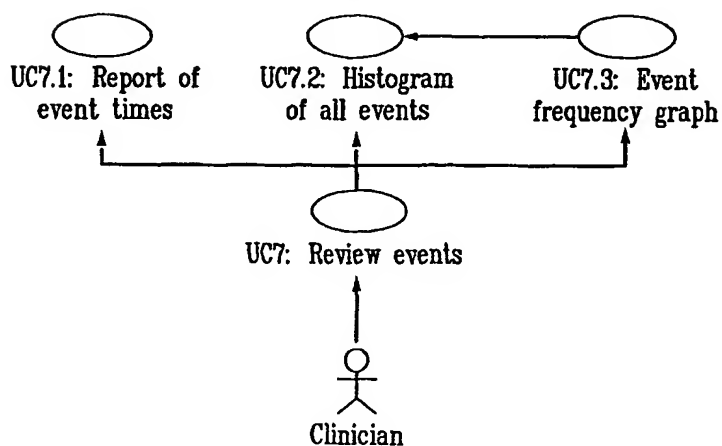 UC7.1: Report of
event times
UC7.2: Histogram
of all events
UC7.3: Event
frequency graph
UC7: Review events
Clinician